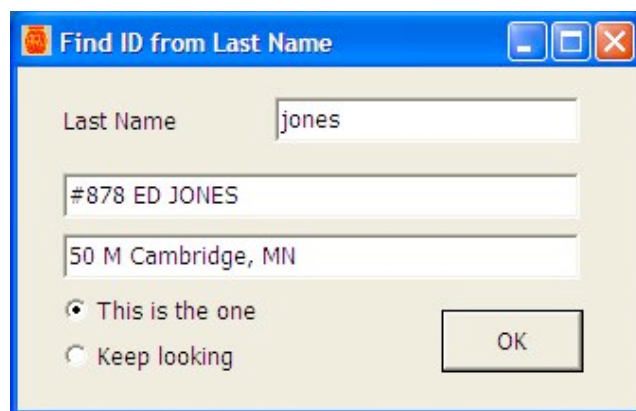 Find ID from Last Name
Last Name jones
#878 ED JONES
50 M Cambridge, MN
This is the one
Keep looking
OK